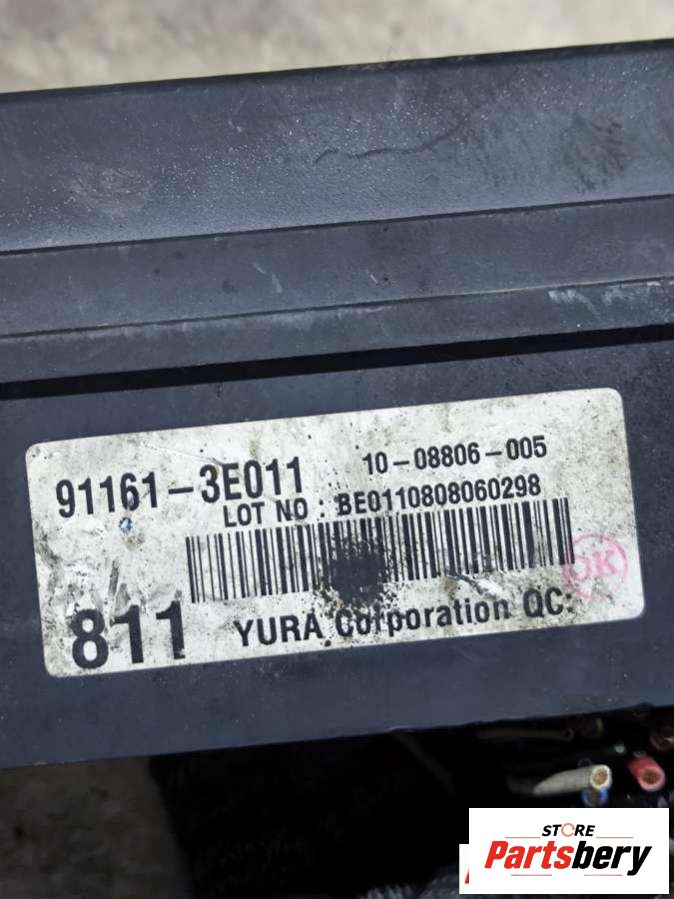 91161-3E011 10-08806-005
LOT NO : BE0110808060298
811 YURA Corporation QC:
OK
STORE
Partsbery